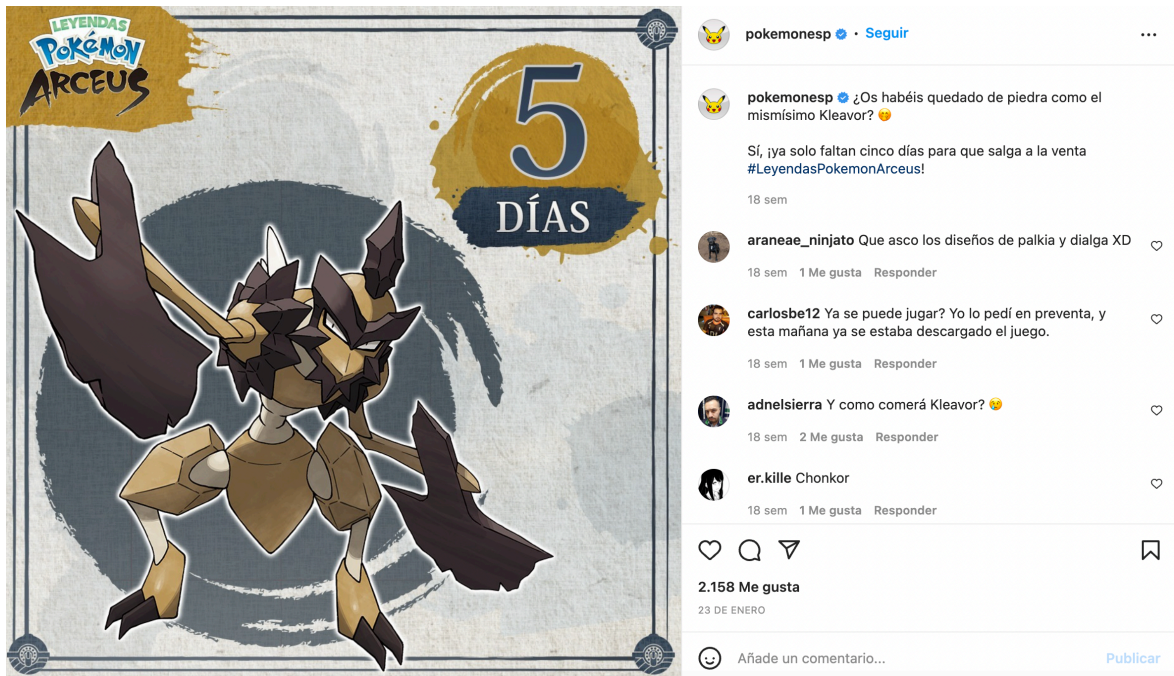 LEYENDAS
POKéMON
ARCEUS
5
DÍAS
pokemonesp • Seguir
pokemonesp ¿Os habéis quedado de piedra como el
mismísimo Kleavor? 🤭
Sí, ¡ya solo faltan cinco días para que salga a la venta
#LeyendasPokemonArceus!
18 sem
araneae_ninjato Que asco los diseños de palkia y dialga XD
18 sem 1 Me gusta Responder
carlosbe12 Ya se puede jugar? Yo lo pedí en preventa, y
esta mañana ya se estaba descargado el juego.
18 sem 1 Me gusta Responder
adnelsierra Y como comerá Kleavor? 😢
18 sem 2 Me gusta Responder
er.kille Chonkor
18 sem 1 Me gusta Responder
2.158 Me gusta
23 DE ENERO
Añade un comentario... Publicar